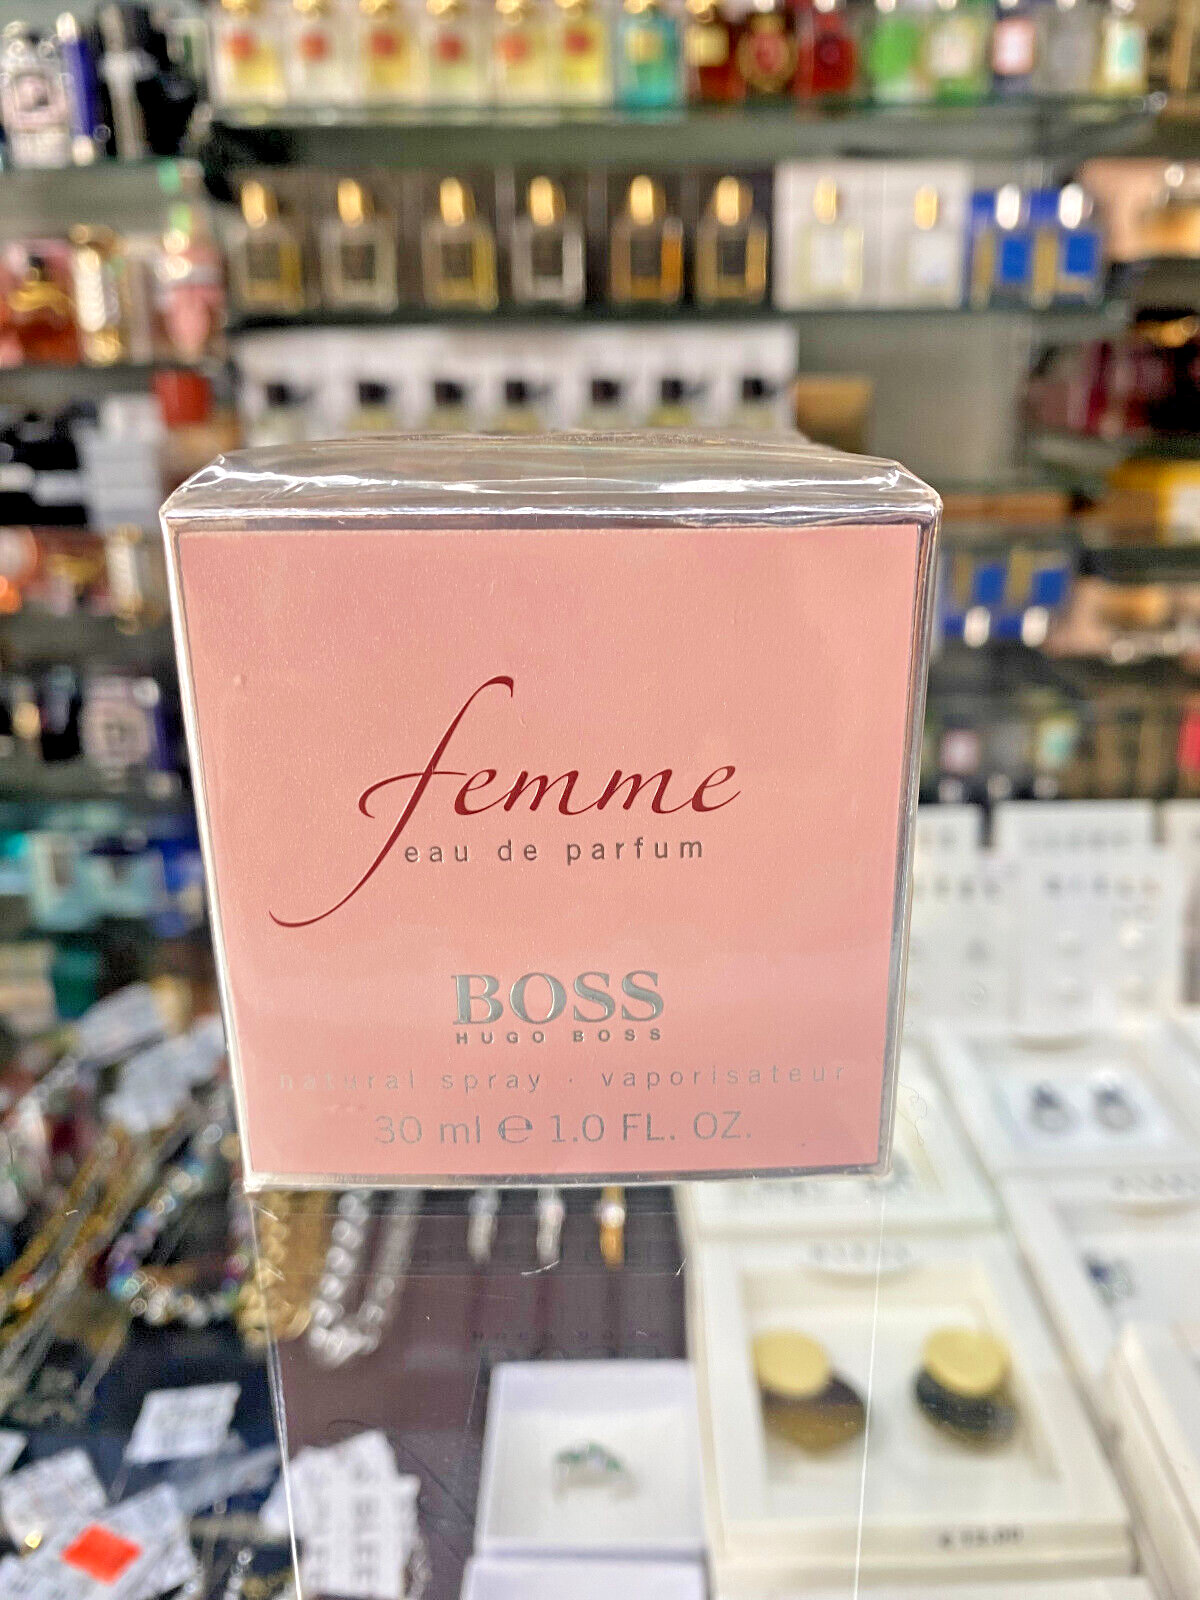 femme
eau de parfum
BOSS
HUGO BOSS
natural spray · vaporisateur
30 ml ℮ 1.0 FL. OZ.